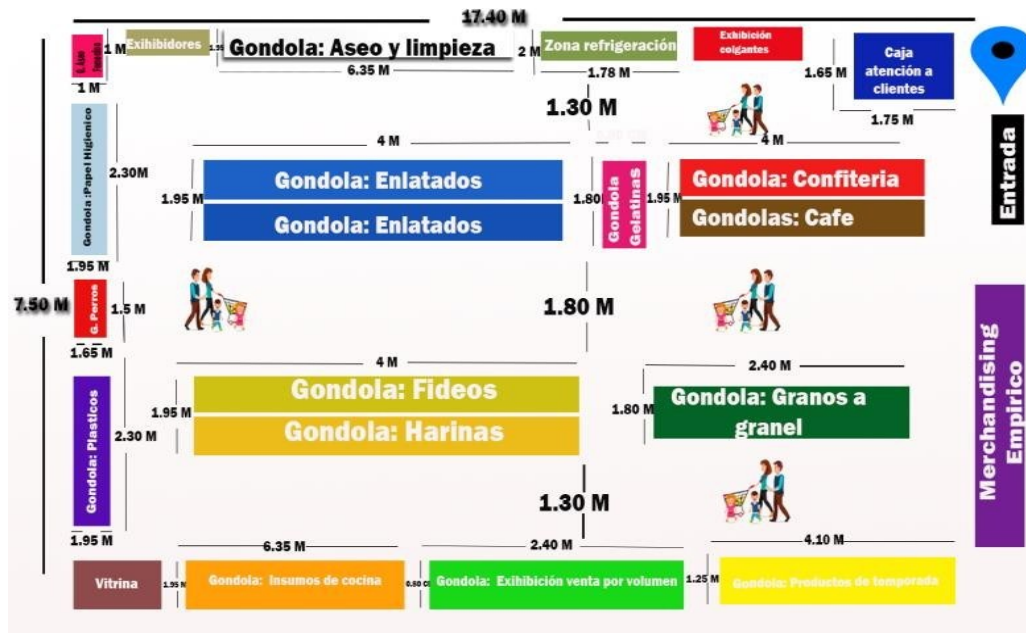 17.40 M
Exihibidores
1 M
Gondola: Aseo y limpieza
2 M
Zona refrigeración
Exhibición
colgantes
Caja
atención a
clientes
1 M
6.35 M
1.78 M
1.65 M
1.75 M
1.30 M
Entrada
Gondola :Papel Higienico
2.30M
1.95 M
4 M
1.95 M
Gondola: Enlatados
Gondola: Enlatados
1.80
Gondola
Gelatinas
4 M
1.95 M
Gondola: Confiteria
Gondolas: Cafe
7.50 M
G. Perros
1.5 M
1.65 M
1.80 M
Merchandising
Empirico
Gondola: Plasticos
2.30 M
1.95 M
4 M
1.95 M
Gondola: Fideos
Gondola: Harinas
2.40 M
1.80 M
Gondola: Granos a
granel
1.30 M
Vitrina
1.95 M
6.35 M
Gondola: Insumos de cocina
2.40 M
Gondola: Exihibición venta por volumen
4.10 M
1.25 M
Gondola: Productos de temporada